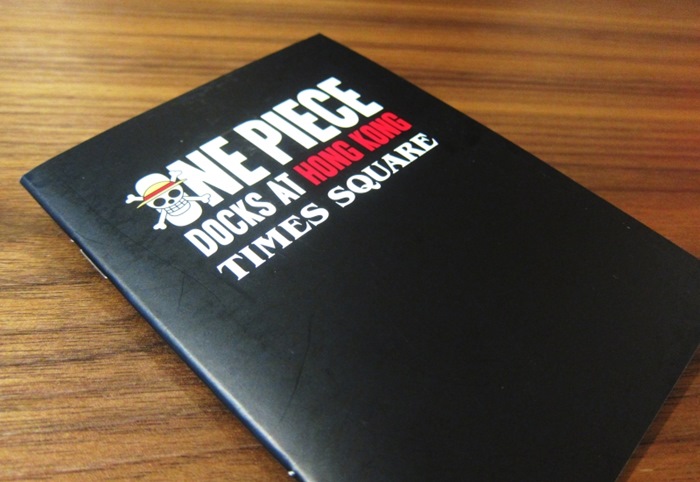 ONE PIECE
DOCKS AT HONG KONG
TIMES SQUARE